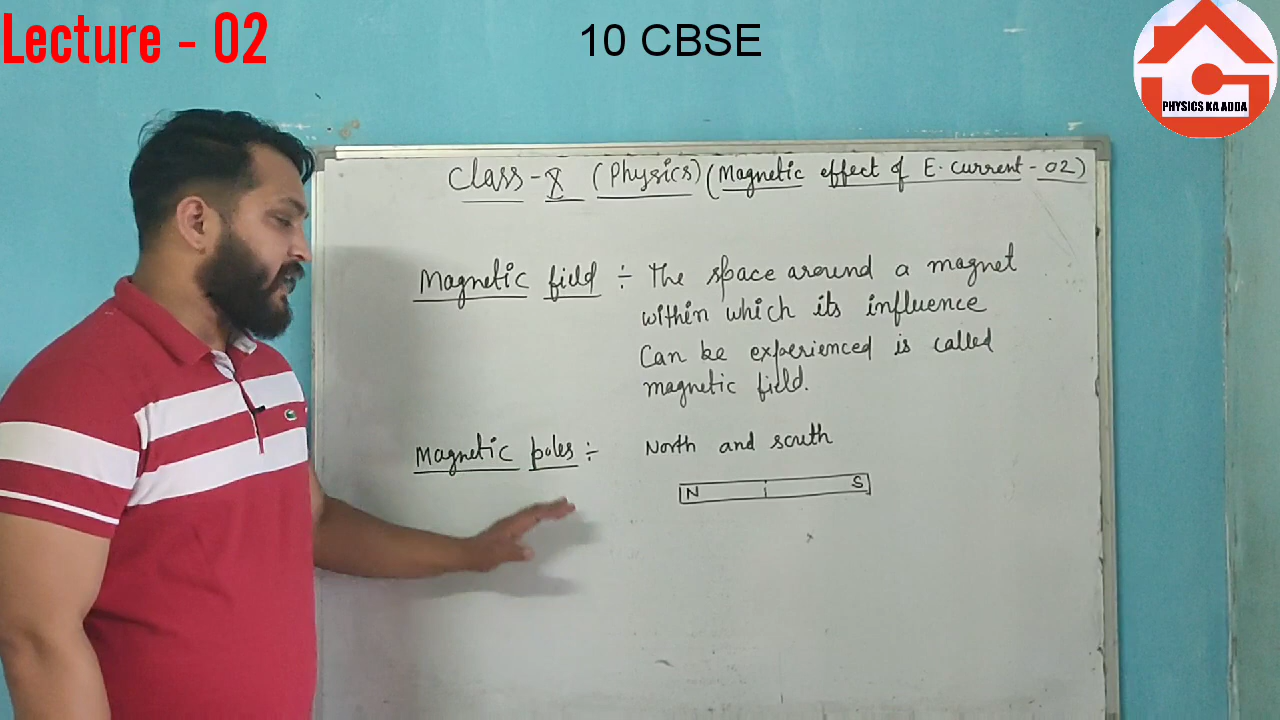 Lecture - 02
10 CBSE
PHYSICS KA ADDA
Class - X (Physics) (Magnetic effect of E. current - 02)
Magnetic field ÷ The space around a magnet
within which its influence
Can be experienced is called
magnetic field.
Magnetic poles ÷ North and south
N S